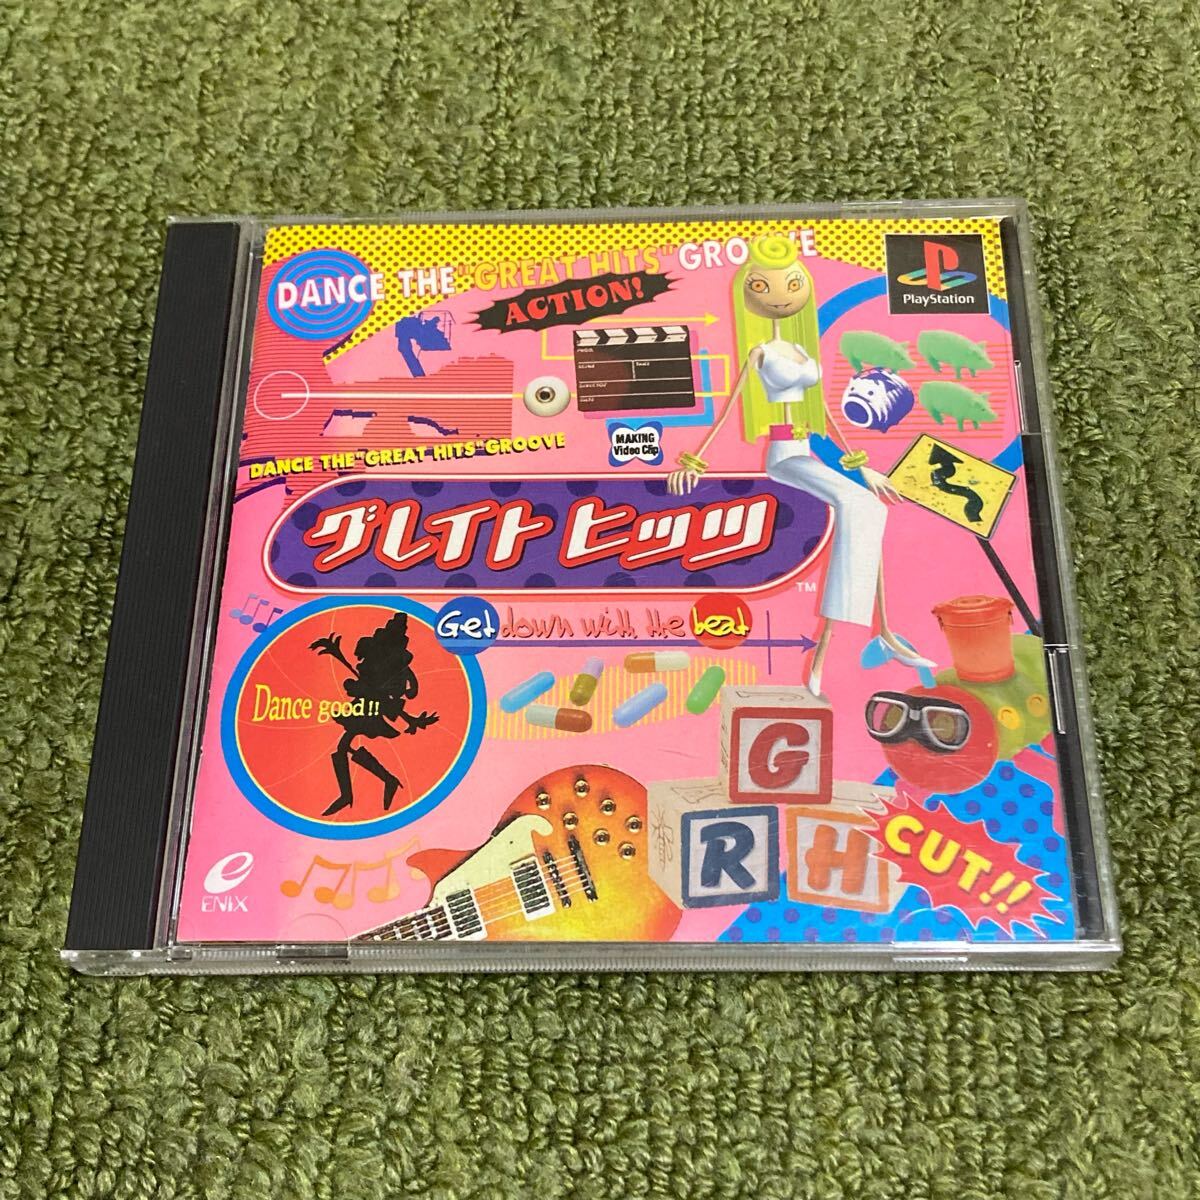 DANCE THE "GREAT HITS" GROOVE
ACTION!
PlayStation
MAKING
Video Clip
DANCE THE "GREAT HITS" GROOVE
グレイトヒッツ
TM
Get down with the beat
Dance good!!
G
R H
CUT!!
ENIX